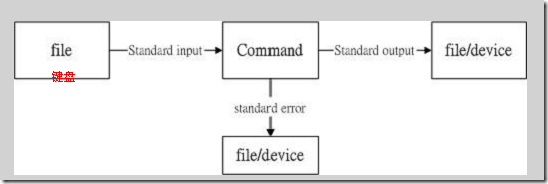 file Standard input Command Standard output file/device
键盘
standard error
file/device